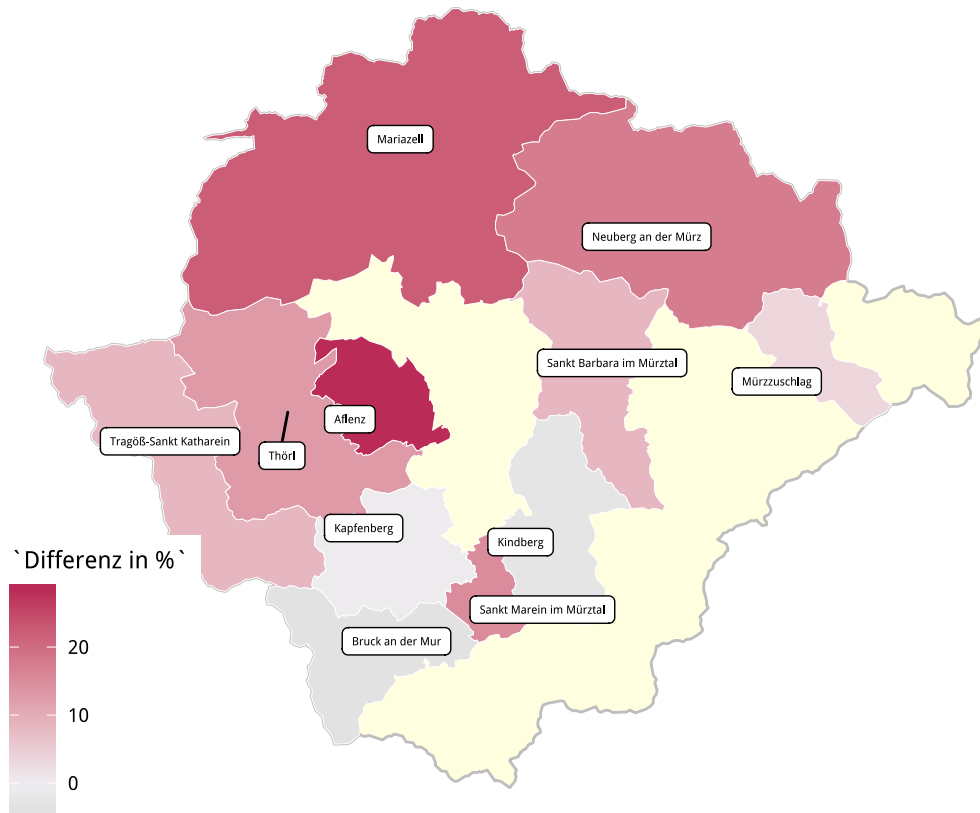 Mariazell
Neuberg an der Mürz
Sankt Barbara im Mürztal
Mürzzuschlag
Aflenz
Tragöß-Sankt Katharein
Thörl
Kapfenberg
Kindberg
Sankt Marein im Mürztal
Bruck an der Mur
`Differenz in %`
20
10
0